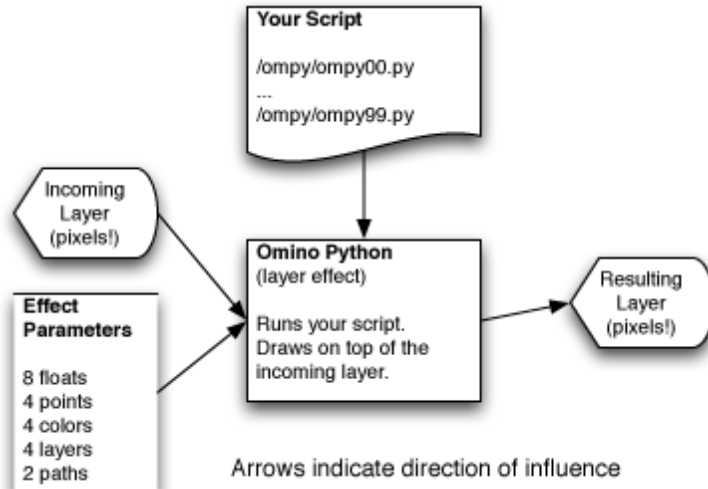 Your Script
/ompy/ompy00.py
...
/ompy/ompy99.py
Incoming
Layer
(pixels!)
Omino Python
(layer effect)
Runs your script.
Draws on top of the
incoming layer.
Resulting
Layer
(pixels!)
Effect
Parameters
8 floats
4 points
4 colors
4 layers
2 paths
Arrows indicate direction of influence